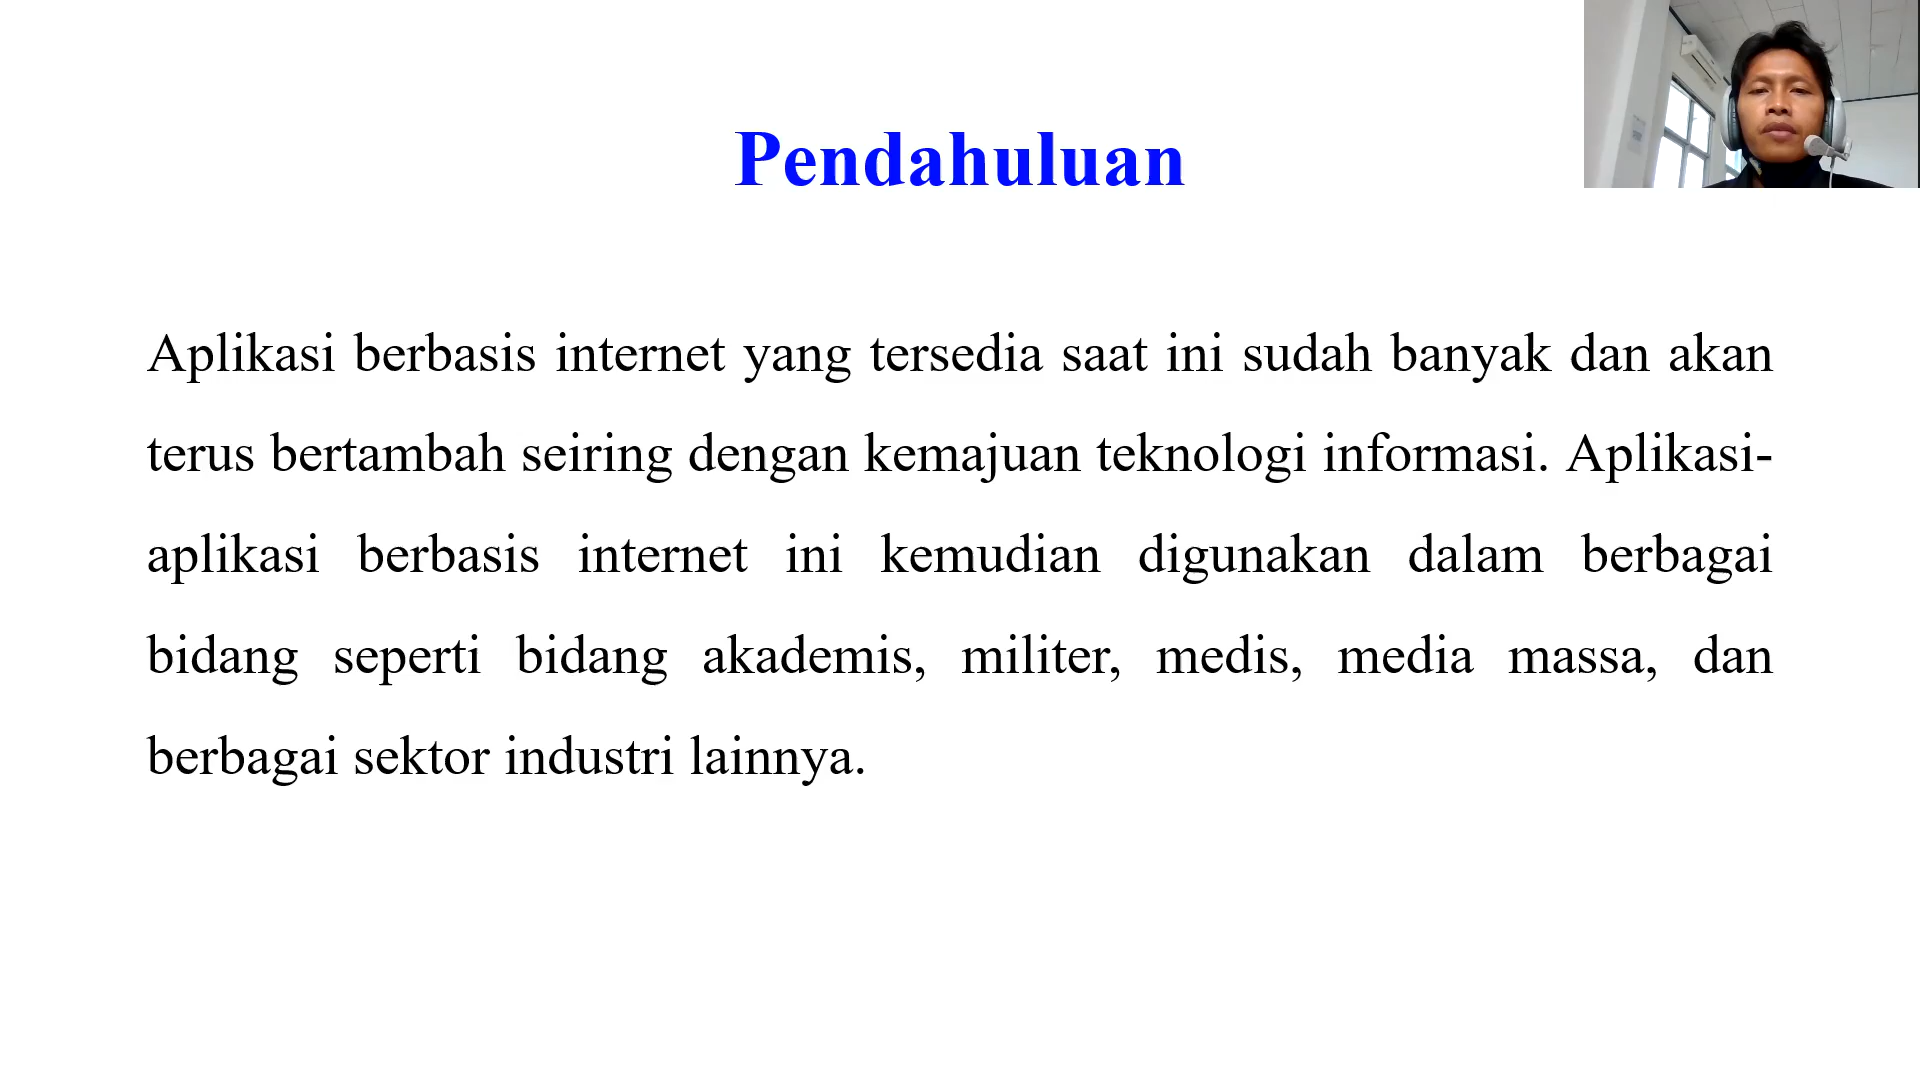 Pendahuluan
Aplikasi berbasis internet yang tersedia saat ini sudah banyak dan akan
terus bertambah seiring dengan kemajuan teknologi informasi. Aplikasi-
aplikasi berbasis internet ini kemudian digunakan dalam berbagai
bidang seperti bidang akademis, militer, medis, media massa, dan
berbagai sektor industri lainnya.